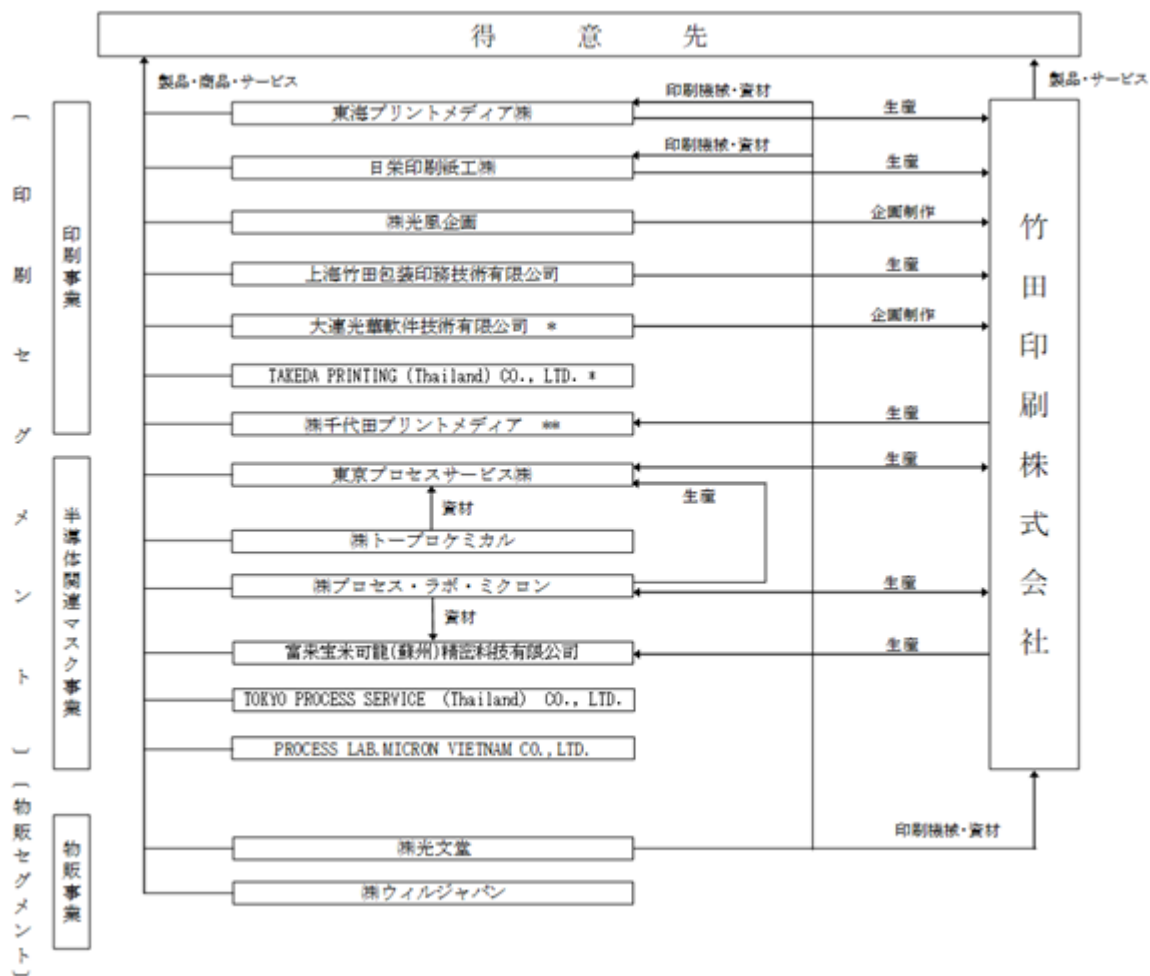 得意先
製品・商品・サービス
製品・サービス
〔印刷セグメント〕
印刷事業
東海プリントメディア㈱
印刷機械・資材
生産
日栄印刷紙工㈱
印刷機械・資材
生産
㈱光風企画
企画制作
上海竹田包装印務技術有限公司
生産
大連光華軟件技術有限公司 *
企画制作
TAKEDA PRINTING (Thailand) CO., LTD. *
㈱千代田プリントメディア **
生産
竹田印刷株式会社
半導体関連マスク事業
東京プロセスサービス㈱
生産
資材
生産
㈱トープロケミカル
㈱プロセス・ラボ・ミクロン
生産
資材
富来宝米可龍(蘇州)精密科技有限公司
生産
TOKYO PROCESS SERVICE (Thailand) CO., LTD.
PROCESS LAB.MICRON VIETNAM CO.,LTD.
〔物販セグメント〕
物販事業
印刷機械・資材
㈱光文堂
㈱ウィルジャパン